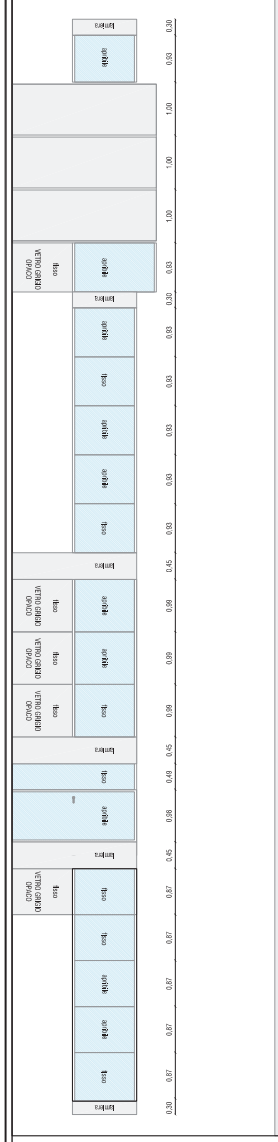 lamiera
0.30
apribile
0.93
1.00
1.00
1.00
fisso
VETRO GRIGIO
OPACO
apribile
0.93
lamiera
0.30
apribile
0.93
fisso
0.93
apribile
0.93
apribile
0.93
fisso
0.93
lamiera
0.45
fisso
VETRO GRIGIO
OPACO
apribile
0.99
fisso
VETRO GRIGIO
OPACO
apribile
0.99
fisso
VETRO GRIGIO
OPACO
fisso
0.99
lamiera
0.45
fisso
0.48
apribile
0.98
lamiera
0.45
fisso
VETRO GRIGIO
OPACO
fisso
0.87
fisso
0.87
apribile
0.87
apribile
0.87
fisso
0.87
lamiera
0.30